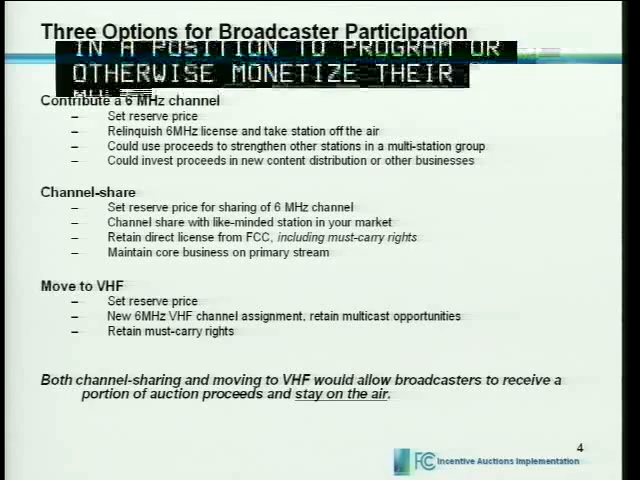 Three Options for Broadcaster Participation
IN A POSITION TO PROGRAM OR
OTHERWISE MONETIZE THEIR
Contribute a 6 MHz channel
– Set reserve price
– Relinquish 6MHz license and take station off the air
– Could use proceeds to strengthen other stations in a multi-station group
– Could invest proceeds in new content distribution or other businesses
Channel-share
– Set reserve price for sharing of 6 MHz channel
– Channel share with like-minded station in your market
– Retain direct license from FCC, including must-carry rights
– Maintain core business on primary stream
Move to VHF
– Set reserve price
– New 6MHz VHF channel assignment, retain multicast opportunities
– Retain must-carry rights
Both channel-sharing and moving to VHF would allow broadcasters to receive a
portion of auction proceeds and stay on the air.
4
FCC Incentive Auctions Implementation